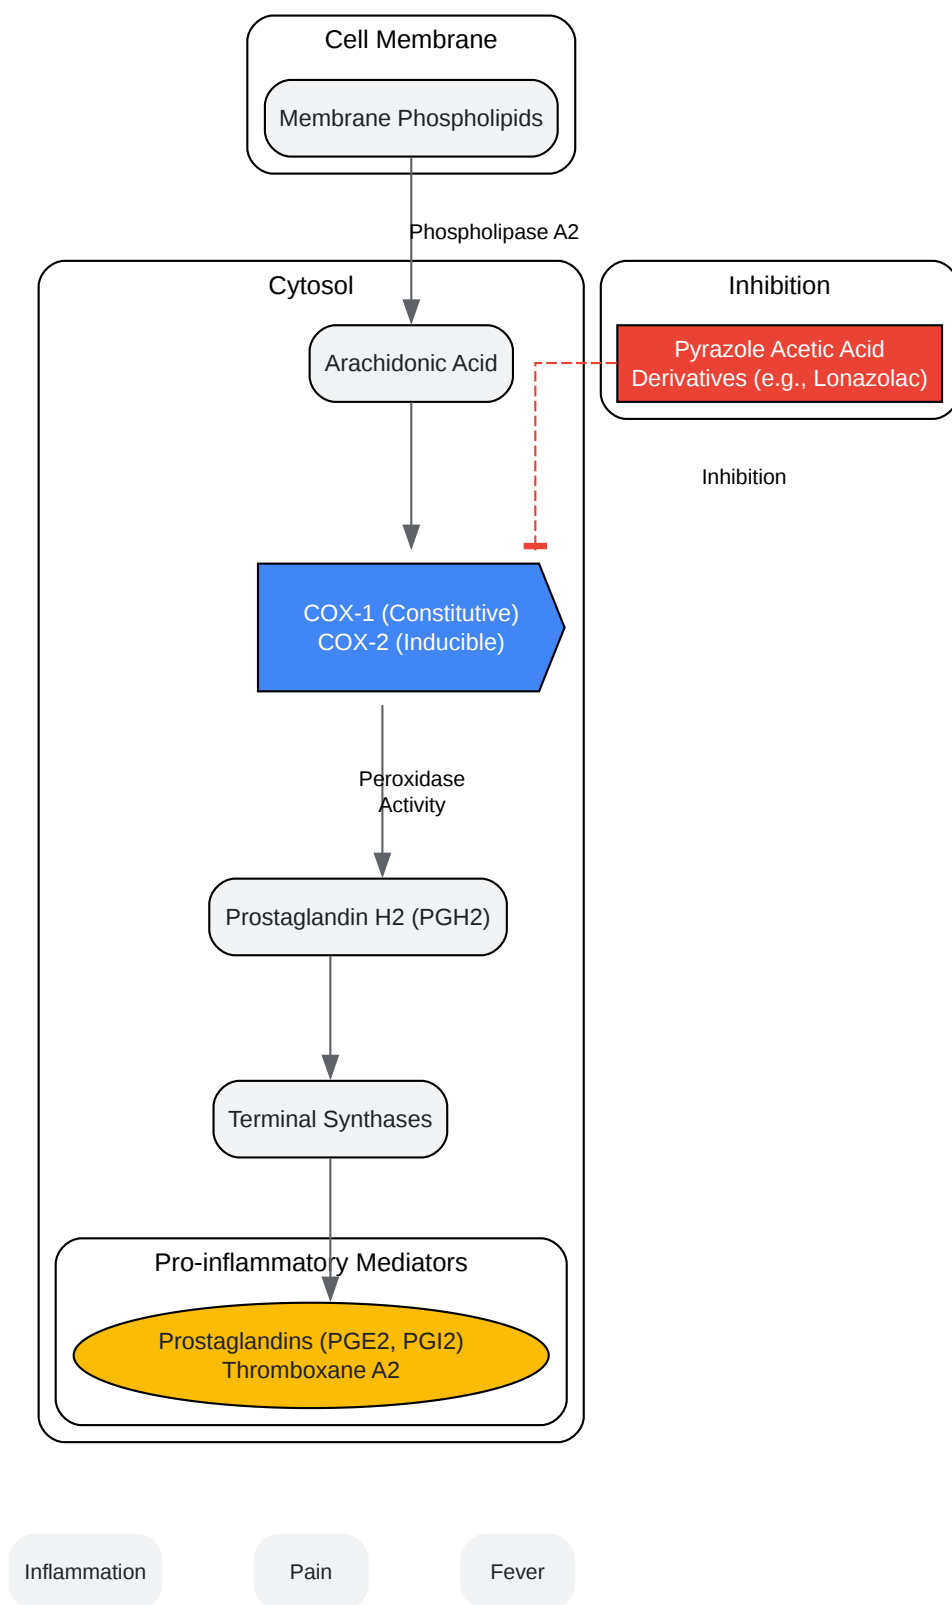 Cell Membrane
Membrane Phospholipids
Phospholipase A2
Cytosol
Inhibition
Arachidonic Acid
Pyrazole Acetic Acid
Derivatives (e.g., Lonazolac)
Inhibition
COX-1 (Constitutive)
COX-2 (Inducible)
Peroxidase
Activity
Prostaglandin H2 (PGH2)
Terminal Synthases
Pro-inflammatory Mediators
Prostaglandins (PGE2, PGI2)
Thromboxane A2
Inflammation
Pain
Fever